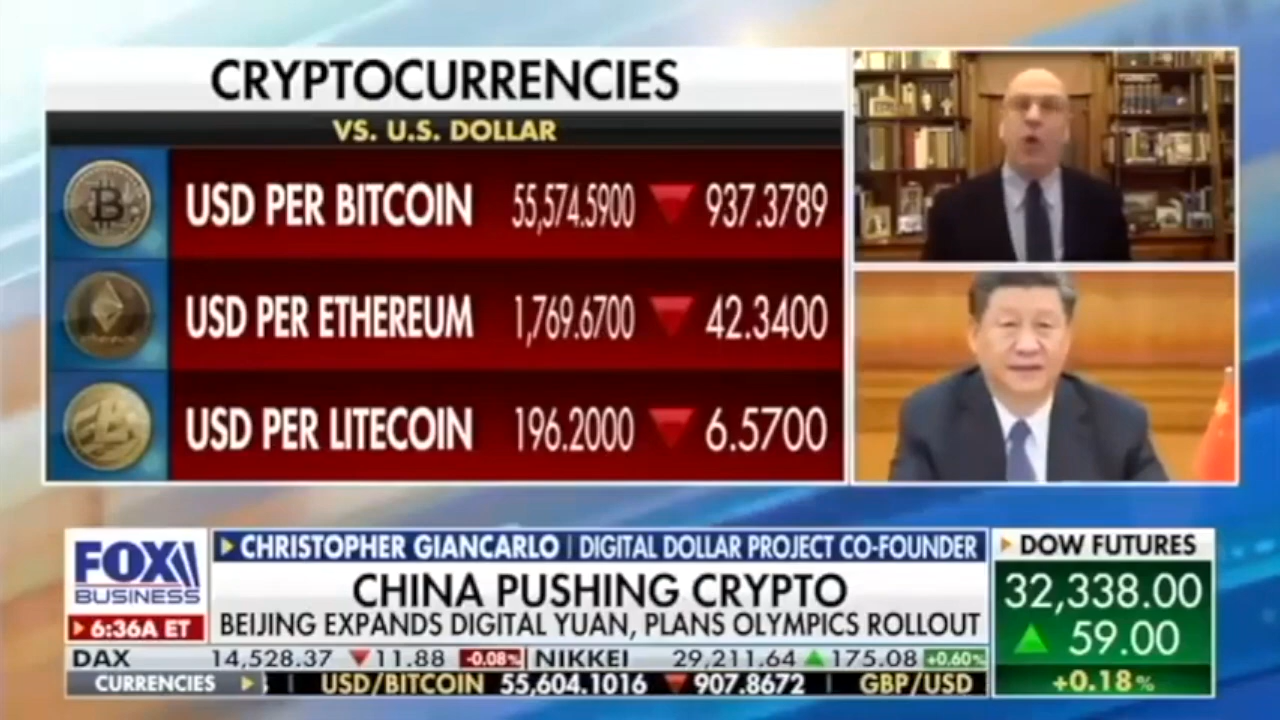 CRYPTOCURRENCIES
VS. U.S. DOLLAR
USD PER BITCOIN 55,574.5900 ▼ 937.3789
USD PER ETHEREUM 1,769.6700 ▼ 42.3400
USD PER LITECOIN 196.2000 ▼ 6.5700
FOX BUSINESS
6:36A ET
CHRISTOPHER GIANCARLO | DIGITAL DOLLAR PROJECT CO-FOUNDER
CHINA PUSHING CRYPTO
BEIJING EXPANDS DIGITAL YUAN, PLANS OLYMPICS ROLLOUT
DOW FUTURES
32,338.00
▲ 59.00
+0.18%
DAX 14,528.37 ▼ 11.88 -0.08% | NIKKEI 29,211.64 ▲ 175.08 +0.60%
CURRENCIES | USD/BITCOIN 55,604.1016 ▼ 907.8672 | GBP/USD